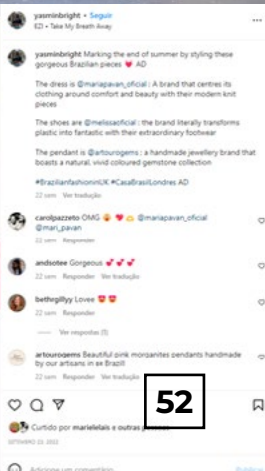 yasminbright • Seguir
EZI • Take My Breath Away
yasminbright Marking the end of summer by styling these
gorgeous Brazilian pieces ❤️ AD
The dress is @mariapavan_oficial : A brand that centres its
clothing around comfort and beauty with their modern knit
pieces
The shoes are @melissaoficial : the brand literally transforms
plastic into fantastic with their extraordinary footwear
The pendant is @artourogems : a handmade jewellery brand that
boasts a natural, vivid coloured gemstone collection
#BrazilianfashioninUK #CasaBrasilLondres AD
22 sem Ver tradução
carolpazzeto OMG 😍 ❤️ 🫶 @mariapavan_oficial
@mari_pavan
22 sem Responder
andsotee Gorgeous 💕💕💕
22 sem Responder Ver tradução
bethrgillyy Lovee 😍😍
22 sem Responder
Ver respostas (1)
artourogems Beautiful pink morganites pendants handmade
by our artisans in Brazil!
22 sem Responder Ver tradução
52
Curtido por marielelais e outras
SETEMBRO 23, 2022
Adicione um comentário...
Publicar